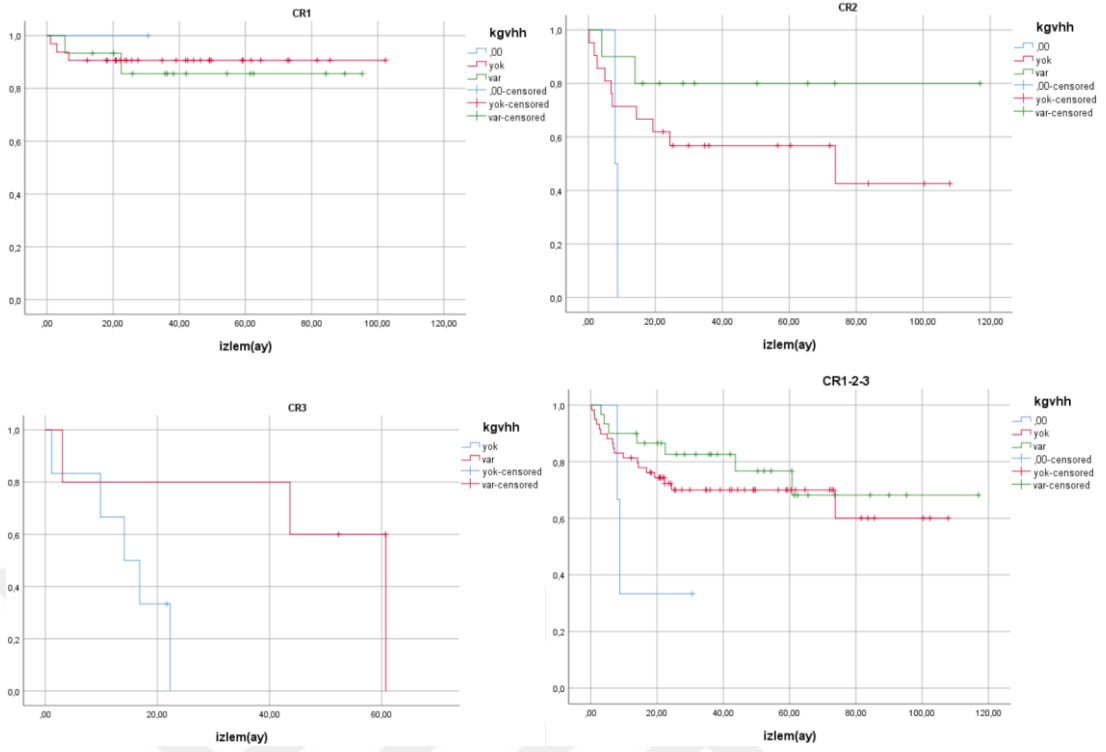 CR1
kgvhh
,00
yok
var
,00-censored
yok-censored
var-censored
1,0
0,8
0,6
0,4
0,2
0,0
,00 20,00 40,00 60,00 80,00 100,00 120,00
izlem(ay)
CR2
kgvhh
,00
yok
var
,00-censored
yok-censored
var-censored
1,0
0,8
0,6
0,4
0,2
0,0
,00 20,00 40,00 60,00 80,00 100,00 120,00
izlem(ay)
CR3
kgvhh
yok
var
yok-censored
var-censored
1,0
0,8
0,6
0,4
0,2
0,0
,00 20,00 40,00 60,00
izlem(ay)
CR1-2-3
kgvhh
,00
yok
var
,00-censored
yok-censored
var-censored
1,0
0,8
0,6
0,4
0,2
0,0
,00 20,00 40,00 60,00 80,00 100,00 120,00
izlem(ay)